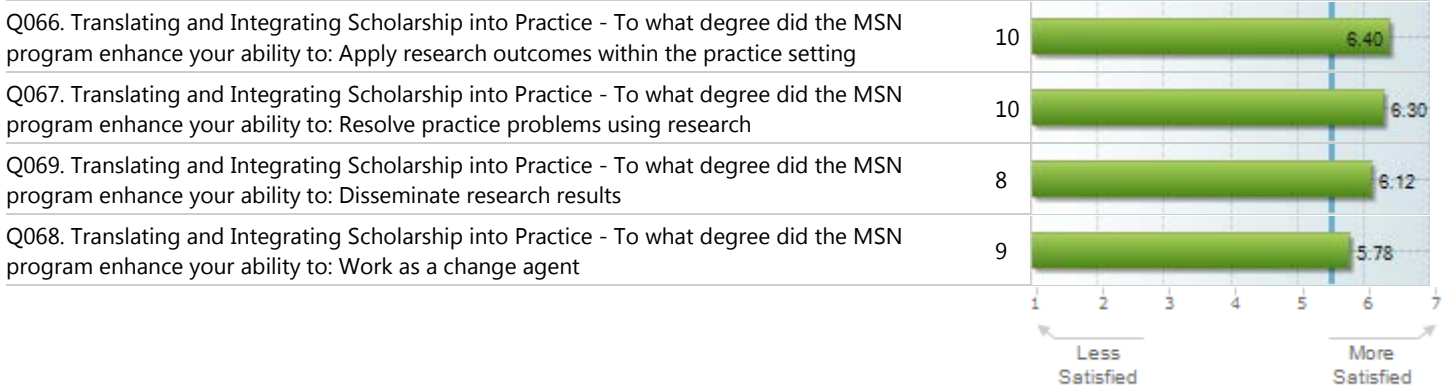 Q066. Translating and Integrating Scholarship into Practice - To what degree did the MSN
program enhance your ability to: Apply research outcomes within the practice setting
10
6.40
Q067. Translating and Integrating Scholarship into Practice - To what degree did the MSN
program enhance your ability to: Resolve practice problems using research
10
6.30
Q069. Translating and Integrating Scholarship into Practice - To what degree did the MSN
program enhance your ability to: Disseminate research results
8
6.12
Q068. Translating and Integrating Scholarship into Practice - To what degree did the MSN
program enhance your ability to: Work as a change agent
9
5.78
1 2 3 4 5 6 7
Less
Satisfied
More
Satisfied